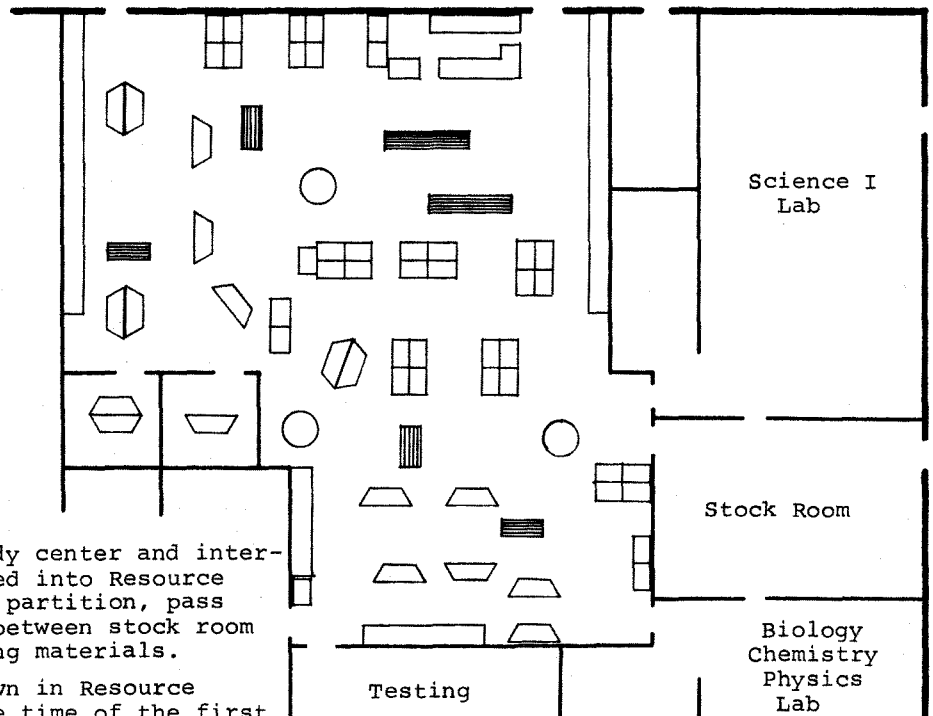 Science I
Lab
Stock Room
dy center and inter-
ed into Resource
partition, pass
between stock room
ng materials.
wn in Resource
e time of the first
Testing
Biology
Chemistry
Physics
Lab